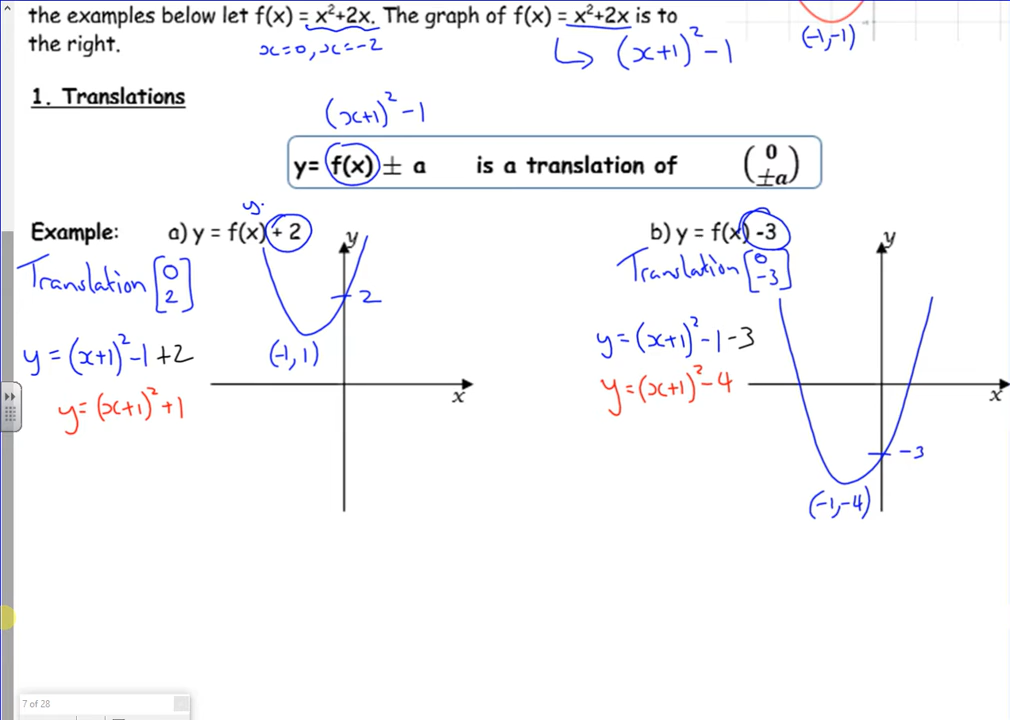 the examples below let f(x) = x²+2x. The graph of f(x) = x²+2x is to
the right.
x=0, x=-2
↳ (x+1)² -1
(-1,-1)
1. Translations
(x+1)² -1
y= f(x) ± a is a translation of (0 ±a)
y.
Example: a) y = f(x) + 2
y
b) y = f(x) -3
y
Translation [0 2]
2
Translation [0 -3]
y = (x+1)² -1 +2
(-1, 1)
y = (x+1)² -1 -3
y = (x+1)² +1
x
y = (x+1)² -4
x
-3
(-1,-4)
7 of 28